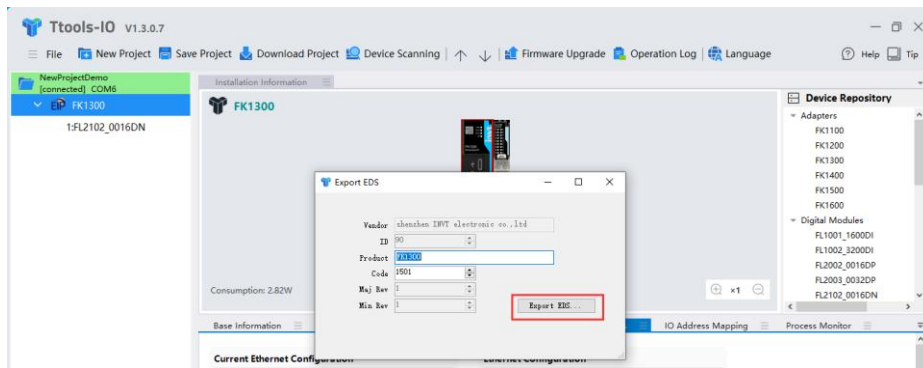 Ttools-IO V1.3.0.7
File New Project Save Project Download Project Device Scanning Firmware Upgrade Operation Log Language Help Tip
NewProjectDemo
[connected] COM6
EIP FK1300
1:FL2102_0016DN
Installation Information
FK1300
Export EDS
Vendor shenzhen INVT electronic co.,ltd
ID 90
Product FK1300
Code 1501
Maj Rev 1
Min Rev 1
Export EDS...
Consumption: 2.82W
×1
Device Repository
Adapters
FK1100
FK1200
FK1300
FK1400
FK1500
FK1600
Digital Modules
FL1001_1600DI
FL1002_3200DI
FL2002_0016DP
FL2003_0032DP
FL2102_0016DN
Base Information IO Address Mapping Process Monitor
Current Ethernet Configuration Ethernet Configuration